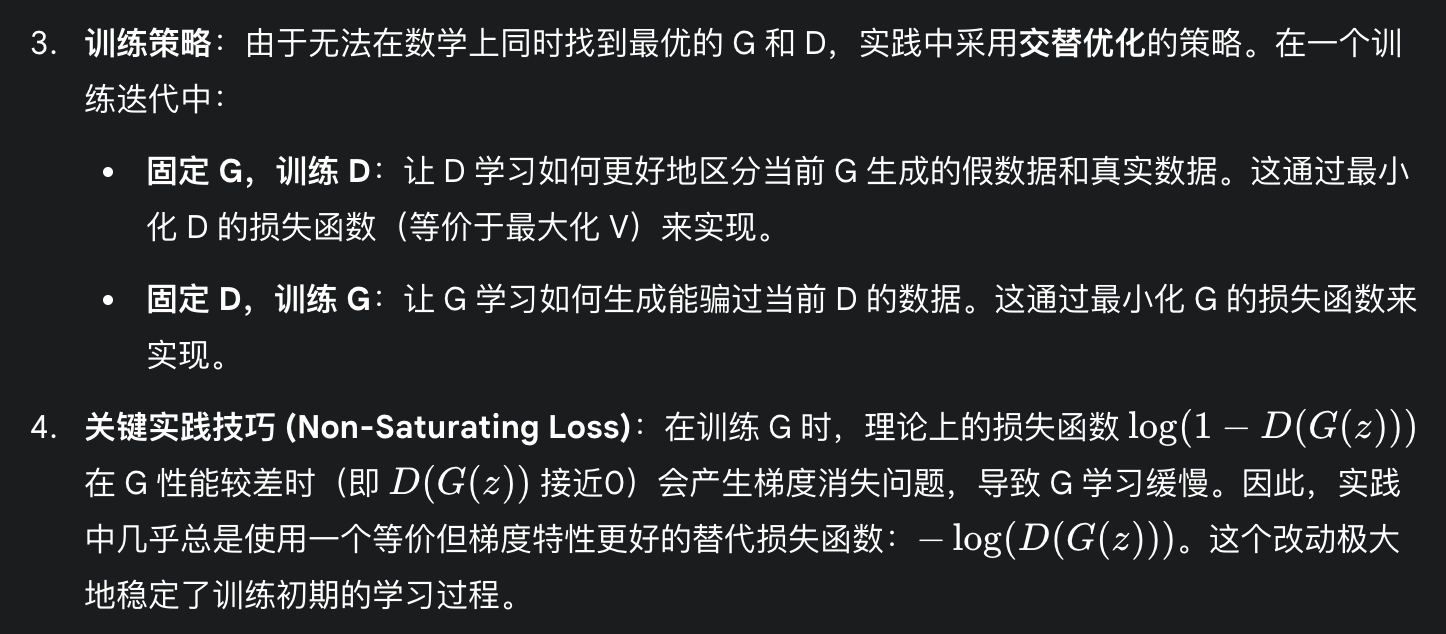 3. 训练策略：由于无法在数学上同时找到最优的 G 和 D，实践中采用交替优化的策略。在一个训
练迭代中：
• 固定 G，训练 D：让 D 学习如何更好地区分当前 G 生成的假数据和真实数据。这通过最小
化 D 的损失函数（等价于最大化 V）来实现。
• 固定 D，训练 G：让 G 学习如何生成能骗过当前 D 的数据。这通过最小化 G 的损失函数来
实现。
4. 关键实践技巧 (Non-Saturating Loss)：在训练 G 时，理论上的损失函数 log(1 − D(G(z)))
在 G 性能较差时（即 D(G(z)) 接近0）会产生梯度消失问题，导致 G 学习缓慢。因此，实践
中几乎总是使用一个等价但梯度特性更好的替代损失函数：− log(D(G(z)))。这个改动极大
地稳定了训练初期的学习过程。